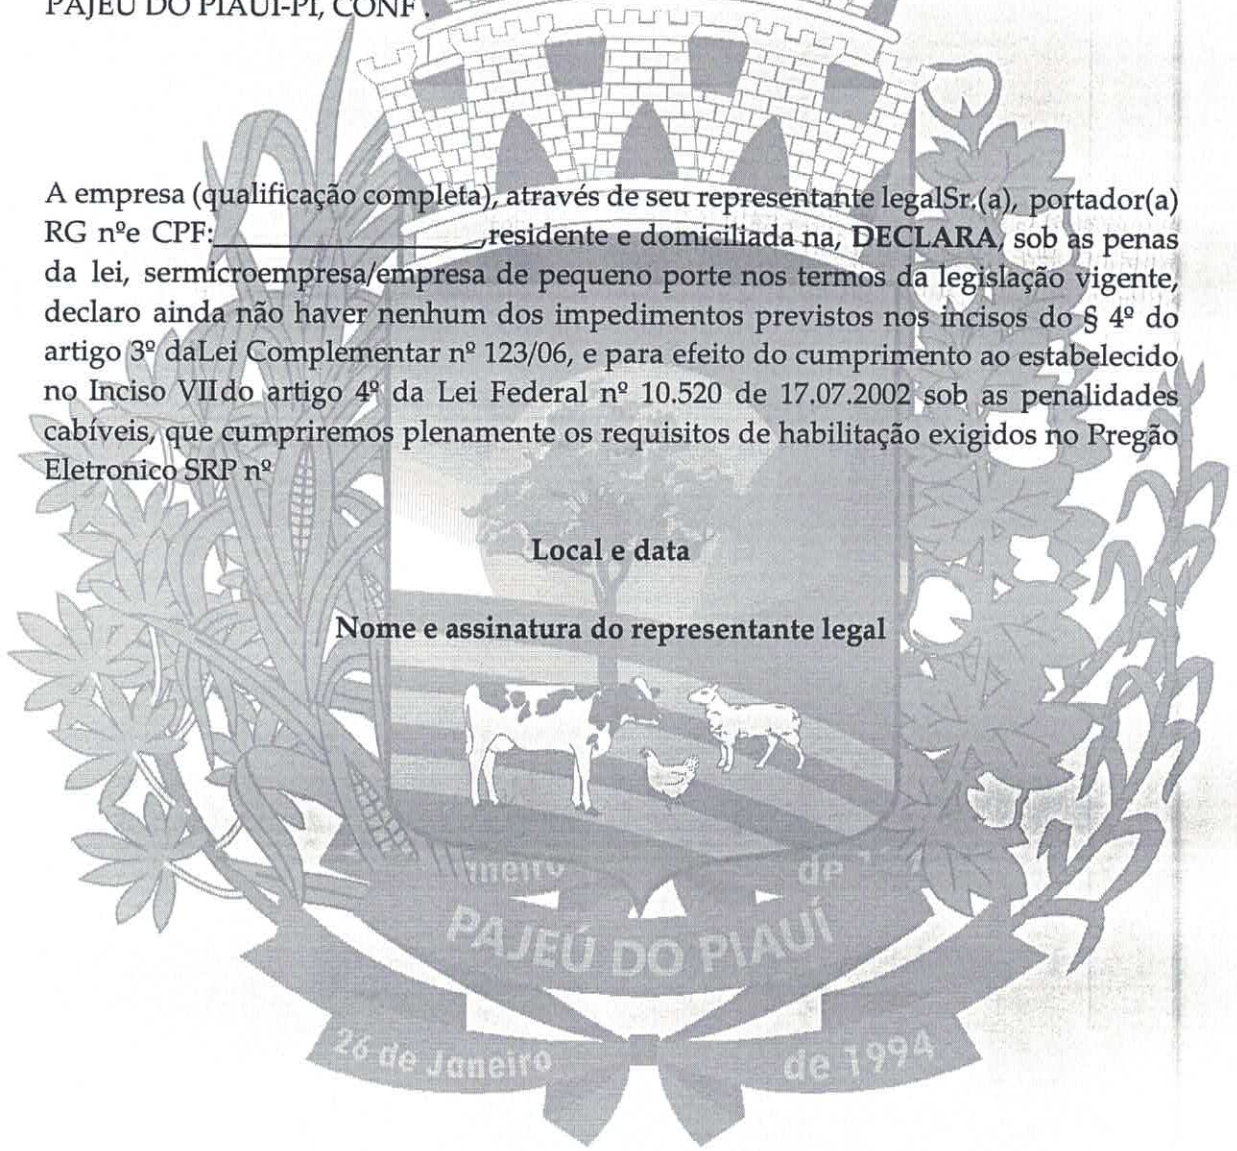 PAJEÚ DO PIAUÍ-PI, CONF .
A empresa (qualificação completa), através de seu representante legalSr.(a), portador(a)
RG nºe CPF:____________________,residente e domiciliada na, DECLARA, sob as penas
da lei, sermicroempresa/empresa de pequeno porte nos termos da legislação vigente,
declaro ainda não haver nenhum dos impedimentos previstos nos incisos do § 4º do
artigo 3º daLei Complementar nº 123/06, e para efeito do cumprimento ao estabelecido
no Inciso VIIdo artigo 4º da Lei Federal nº 10.520 de 17.07.2002 sob as penalidades
cabíveis, que cumpriremos plenamente os requisitos de habilitação exigidos no Pregão
Eletronico SRP nº
Local e data
Nome e assinatura do representante legal
de
PAJEÚ DO PIAUÍ
26 de Janeiro de 1994